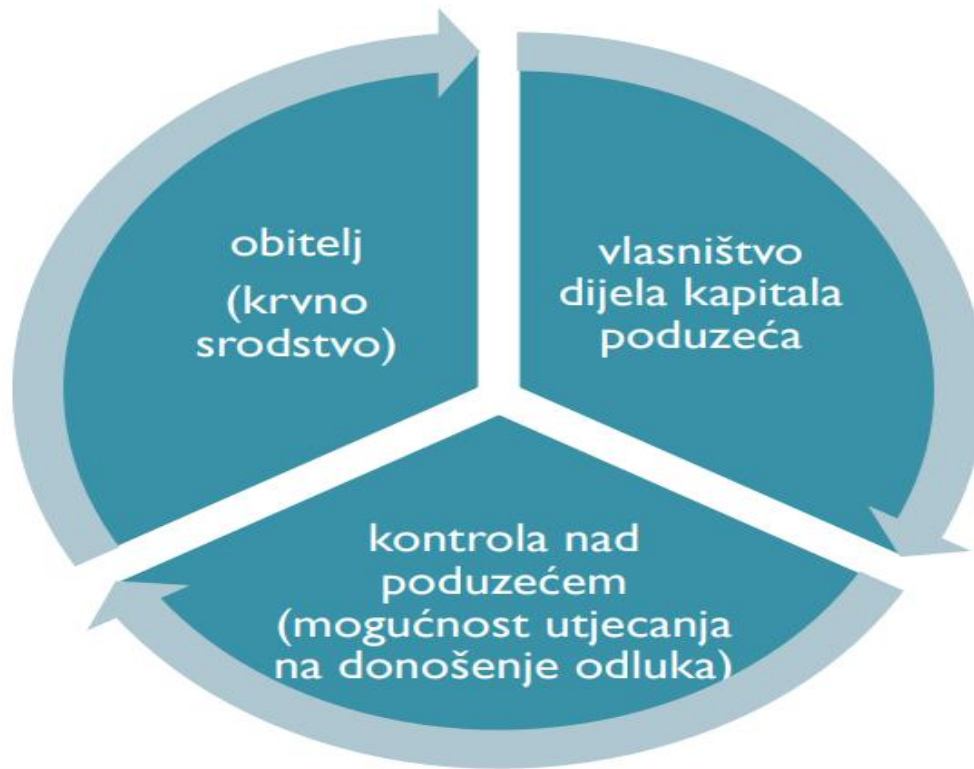 obitelj
(krvno
srodstvo)
vlasništvo
dijela kapitala
poduzeća
kontrola nad
poduzećem
(mogućnost utjecanja
na donošenje odluka)